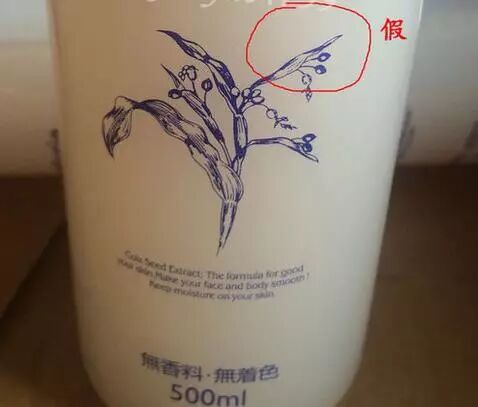 假
Coix Seed Extract; The formula for good
your skin.Make your face and body smooth !
Keep moisture on your skin.
無香料·無着色
500ml